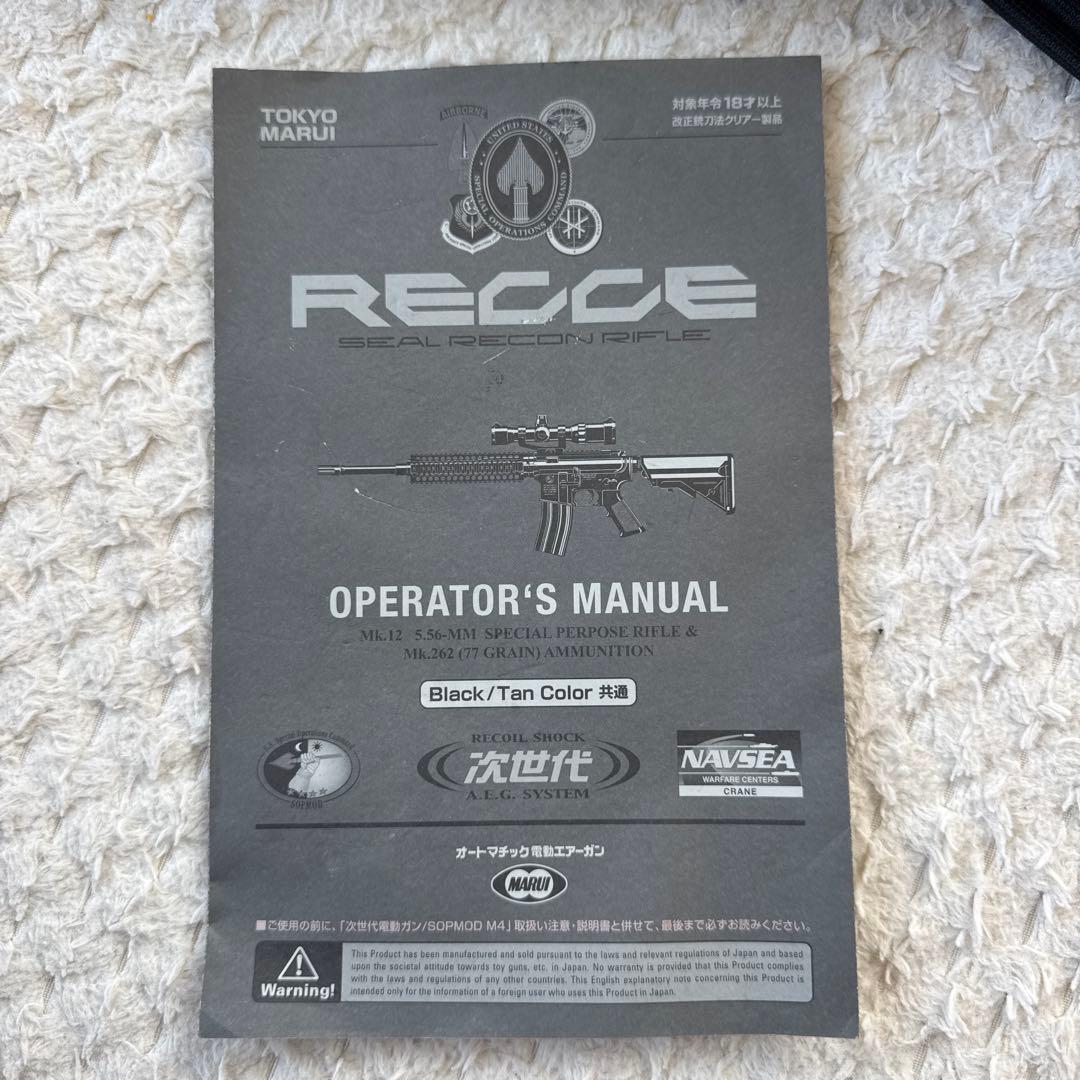 TOKYO
MARUI
対象年令18才以上
改正銃刀法クリアー製品
AIRBORNE
UNITED STATES
SPECIAL OPERATIONS COMMAND
RECCE
SEAL RECON RIFLE
OPERATOR'S MANUAL
Mk.12 5.56-MM SPECIAL PERPOSE RIFLE &
Mk.262 (77 GRAIN) AMMUNITION
Black/Tan Color 共通
U.S. Special Operations Command
SOPMOD
RECOIL SHOCK
次世代
A.E.G. SYSTEM
NAVSEA
WARFARE CENTERS
CRANE
オートマチック電動エアーガン
MARUI
■ご使用の前に、「次世代電動ガン/SOPMOD M4」取扱い注意・説明書と併せて、最後まで必ずお読みください。
Warning!
This Product has been manufactured and sold pursuant to the laws and relevant regulations of Japan and based
upon the societal attitude towards toy guns, etc. in Japan. No warranty is provided that this Product complies
with the laws and regulations of any other countries. This English explanatory note concerning this Product is
intended only for the information of a foreign user who uses this Product in Japan.